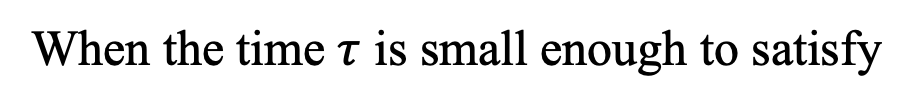 When the time τ is small enough to satisfy